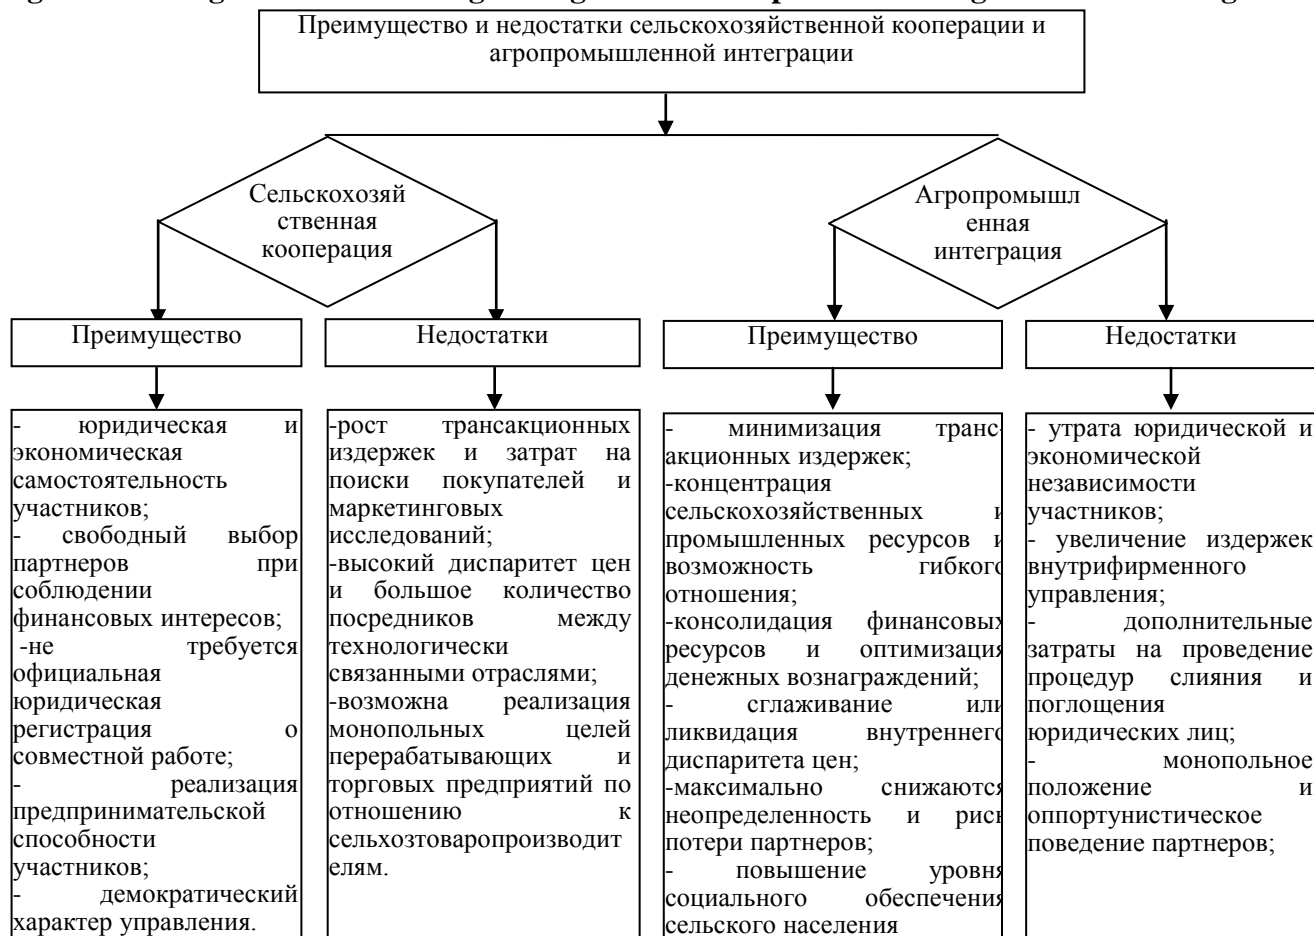 Преимущество и недостатки сельскохозяйственной кооперации и
агропромышленной интеграции
Сельскохозяй
ственная
кооперация
Агропромышл
енная
интеграция
Преимущество
Недостатки
Преимущество
Недостатки
- юридическая и
экономическая
самостоятельность
участников;
- свободный выбор
партнеров при
соблюдении
финансовых интересов;
-не требуется
официальная
юридическая
регистрация о
совместной работе;
- реализация
предпринимательской
способности
участников;
- демократический
характер управления.
-рост трансакционных
издержек и затрат на
поиски покупателей и
маркетинговых
исследований;
-высокий диспаритет цен
и большое количество
посредников между
технологически
связанными отраслями;
-возможна реализация
монопольных целей
перерабатывающих и
торговых предприятий по
отношению к
сельхозтоваропроизводит
елям.
- минимизация транс-
акционных издержек;
-концентрация
сельскохозяйственных и
промышленных ресурсов и
возможность гибкого
отношения;
-консолидация финансовых
ресурсов и оптимизация
денежных вознаграждений;
- сглаживание или
ликвидация внутреннего
диспаритета цен;
-максимально снижаются
неопределенность и риск
потери партнеров;
- повышение уровня
социального обеспечения
сельского населения
- утрата юридической и
экономической
независимости
участников;
- увеличение издержек
внутрифирменного
управления;
- дополнительные
затраты на проведение
процедур слияния и
поглощения
юридических лиц;
- монопольное
положение и
оппортунистическое
поведение партнеров;